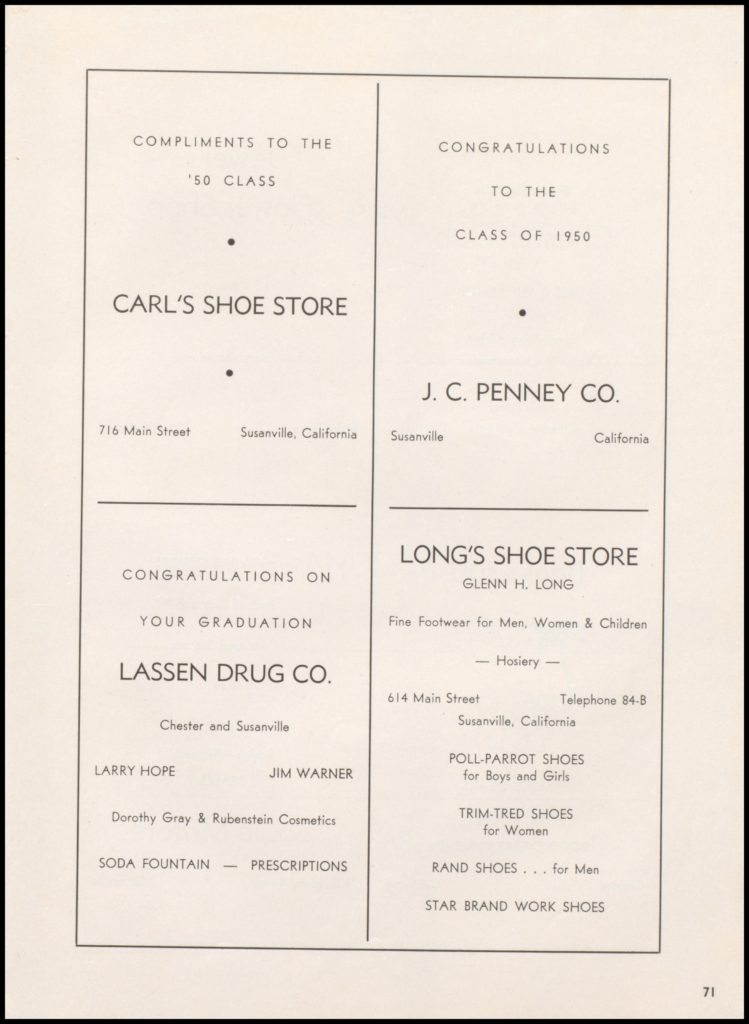 COMPLIMENTS TO THE
'50 CLASS
CARL'S SHOE STORE
716 Main Street Susanville, California
CONGRATULATIONS
TO THE
CLASS OF 1950
J. C. PENNEY CO.
Susanville California
CONGRATULATIONS ON
YOUR GRADUATION
LASSEN DRUG CO.
Chester and Susanville
LARRY HOPE JIM WARNER
Dorothy Gray & Rubenstein Cosmetics
SODA FOUNTAIN — PRESCRIPTIONS
LONG'S SHOE STORE
GLENN H. LONG
Fine Footwear for Men, Women & Children
— Hosiery —
614 Main Street Telephone 84-B
Susanville, California
POLL-PARROT SHOES
for Boys and Girls
TRIM-TRED SHOES
for Women
RAND SHOES . . . for Men
STAR BRAND WORK SHOES
71